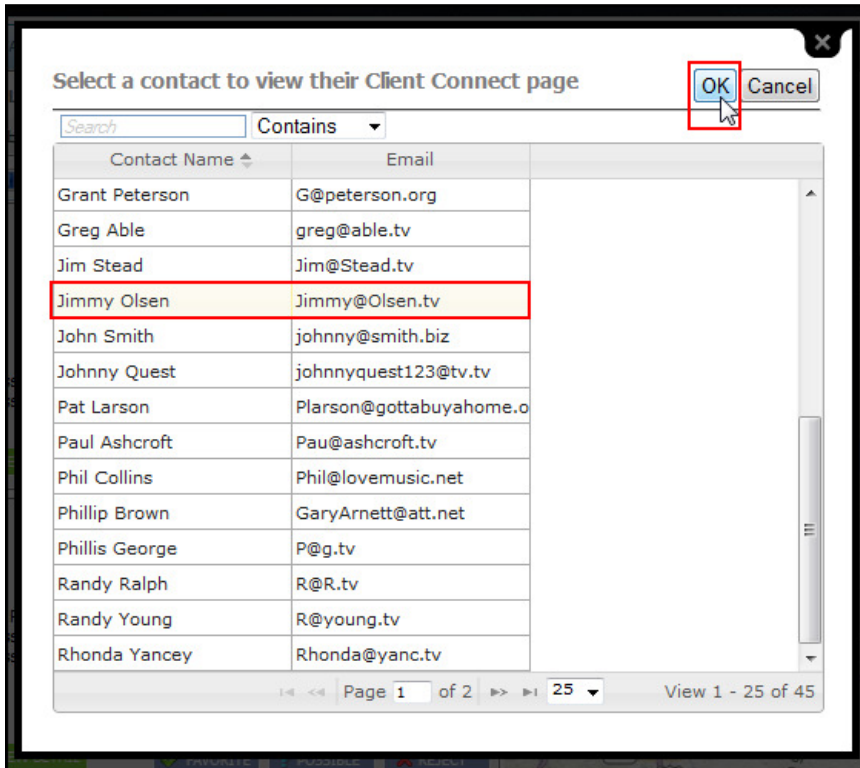 Select a contact to view their Client Connect page
OK Cancel
Search Contains
Contact Name Email
Grant Peterson G@peterson.org
Greg Able greg@able.tv
Jim Stead Jim@Stead.tv
Jimmy Olsen Jimmy@Olsen.tv
John Smith johnny@smith.biz
Johnny Quest johnnyquest123@tv.tv
Pat Larson Plarson@gottabuyahome.o
Paul Ashcroft Pau@ashcroft.tv
Phil Collins Phil@lovemusic.net
Phillip Brown GaryArnett@att.net
Phillis George P@g.tv
Randy Ralph R@R.tv
Randy Young R@young.tv
Rhonda Yancey Rhonda@yanc.tv
Page 1 of 2 25 View 1 - 25 of 45
FAVORITE POSSIBLE REJECT